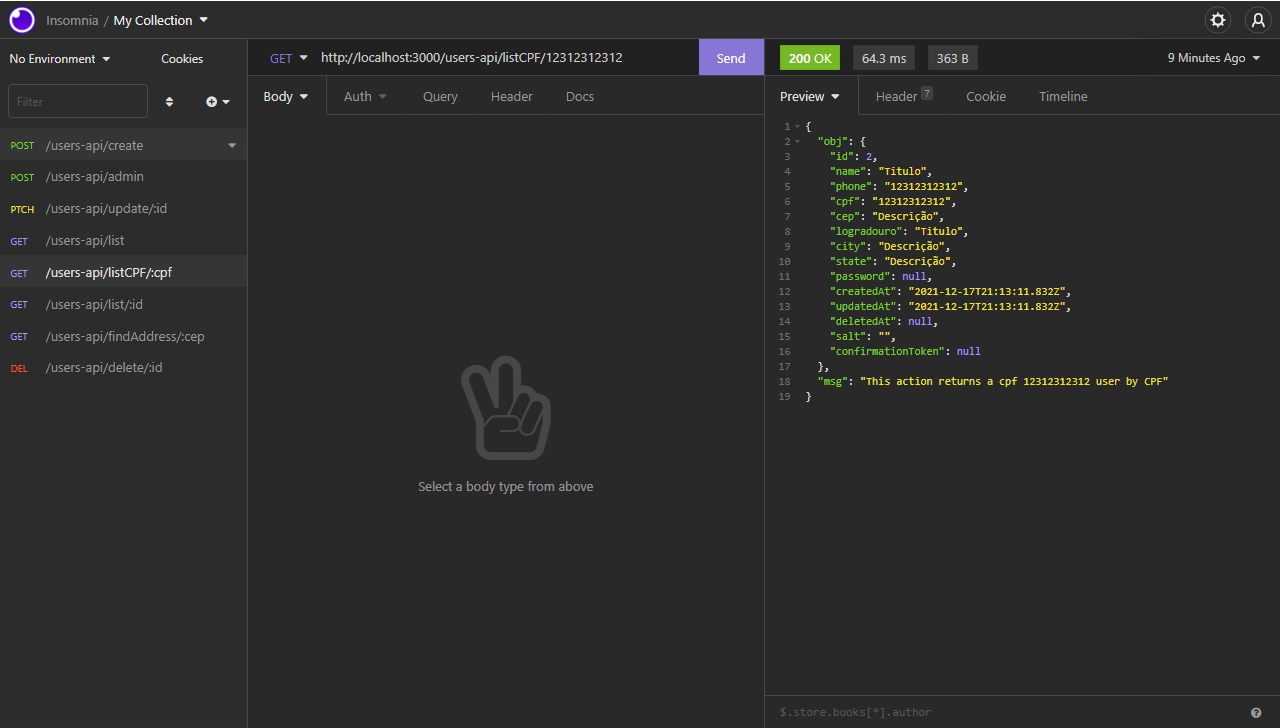 Insomnia / My Collection
No Environment Cookies
Filter
POST /users-api/create
POST /users-api/admin
PTCH /users-api/update/:id
GET /users-api/list
GET /users-api/listCPF/:cpf
GET /users-api/list/:id
GET /users-api/findAddress/:cep
DEL /users-api/delete/:id
GET http://localhost:3000/users-api/listCPF/12312312312 Send
Body Auth Query Header Docs
Select a body type from above
200 OK 64.3 ms 363 B 9 Minutes Ago
Preview Header 7 Cookie Timeline
1 {
2 "obj": {
3 "id": 2,
4 "name": "Título",
5 "phone": "12312312312",
6 "cpf": "12312312312",
7 "cep": "Descrição",
8 "logradouro": "Título",
9 "city": "Descrição",
10 "state": "Descrição",
11 "password": null,
12 "createdAt": "2021-12-17T21:13:11.832Z",
13 "updatedAt": "2021-12-17T21:13:11.832Z",
14 "deletedAt": null,
15 "salt": "",
16 "confirmationToken": null
17 },
18 "msg": "This action returns a cpf 12312312312 user by CPF"
19 }
$.store.books[*].author